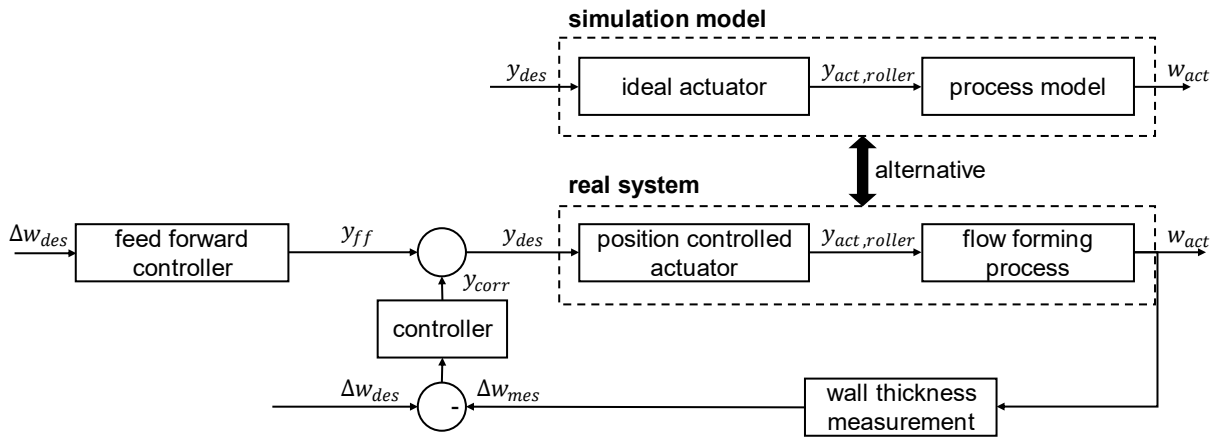 simulation model
y_des
ideal actuator
y_act,roller
process model
w_act
alternative
real system
Δw_des
feed forward
controller
y_ff
y_des
position controlled
actuator
y_act,roller
flow forming
process
w_act
y_corr
controller
Δw_des
-
Δw_mes
wall thickness
measurement